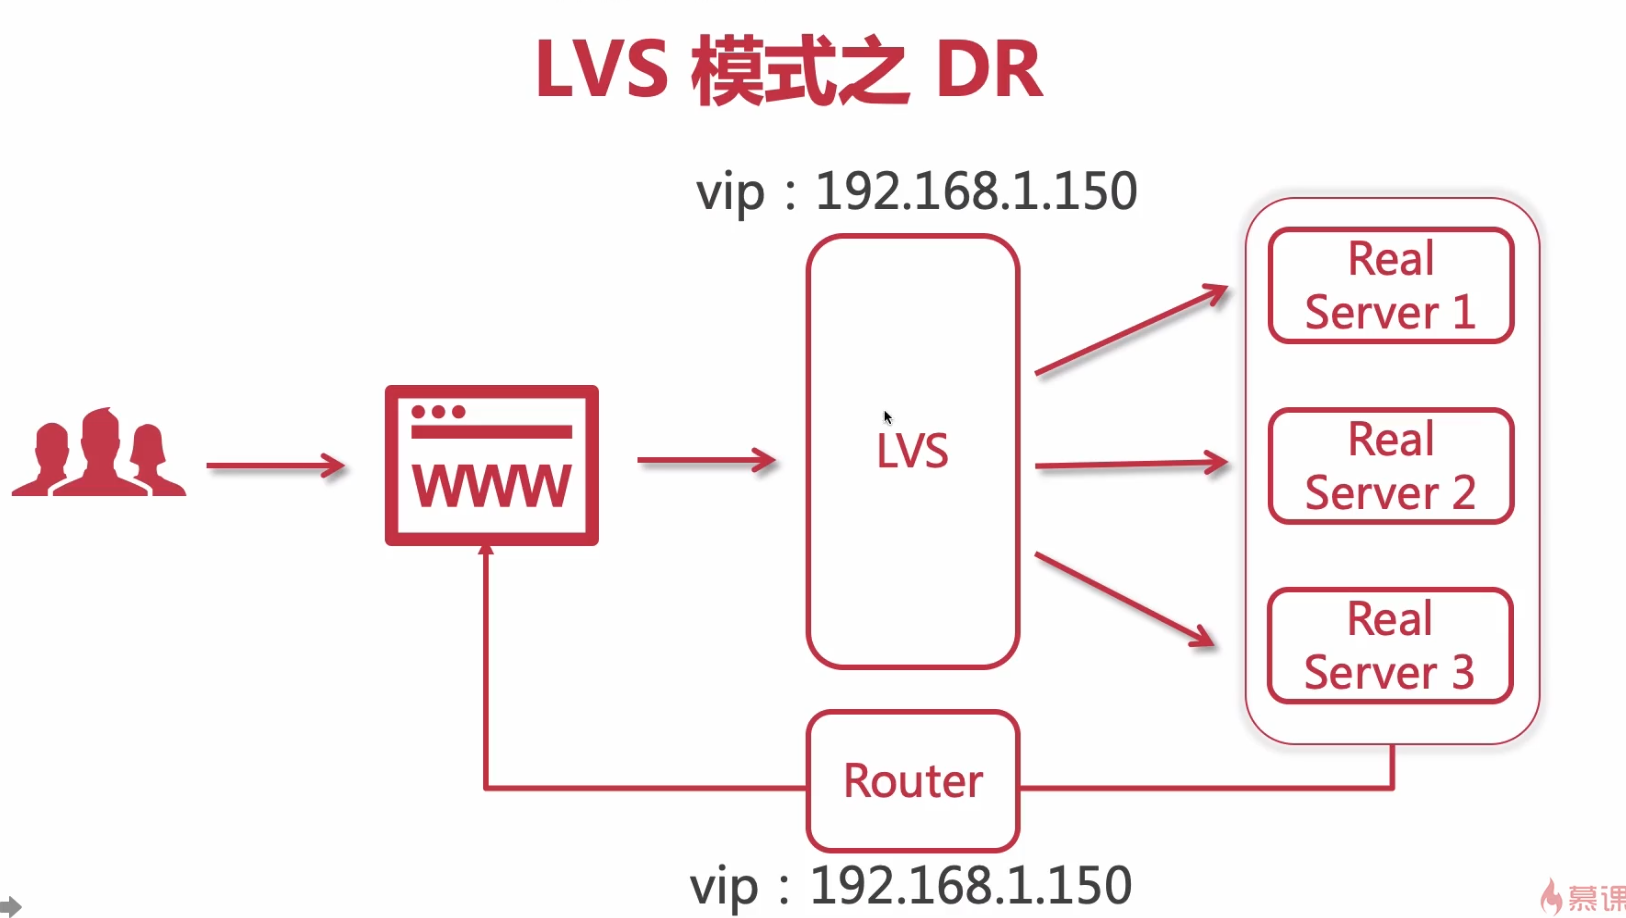 LVS 模式之 DR
vip：192.168.1.150
Real
Server 1
Real
Server 2
Real
Server 3
WWW
LVS
Router
vip：192.168.1.150
慕课